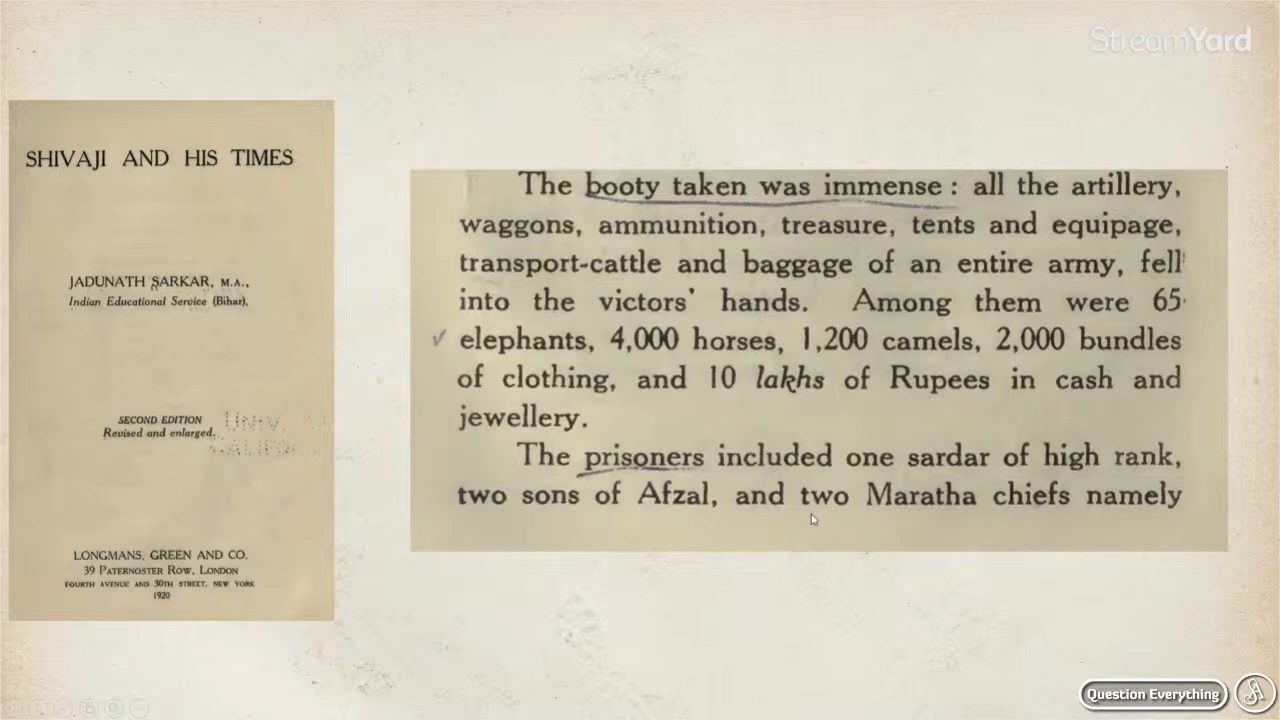 StreamYard
SHIVAJI AND HIS TIMES
JADUNATH SARKAR, M.A.,
Indian Educational Service (Bihar),
SECOND EDITION
Revised and enlarged.
LONGMANS, GREEN AND CO.
39 PATERNOSTER ROW, LONDON
FOURTH AVENUE AND 30TH STREET, NEW YORK
1920
The booty taken was immense : all the artillery,
waggons, ammunition, treasure, tents and equipage,
transport-cattle and baggage of an entire army, fell
into the victors' hands. Among them were 65
elephants, 4,000 horses, 1,200 camels, 2,000 bundles
of clothing, and 10 lakhs of Rupees in cash and
jewellery.
The prisoners included one sardar of high rank,
two sons of Afzal, and two Maratha chiefs namely
Question Everything